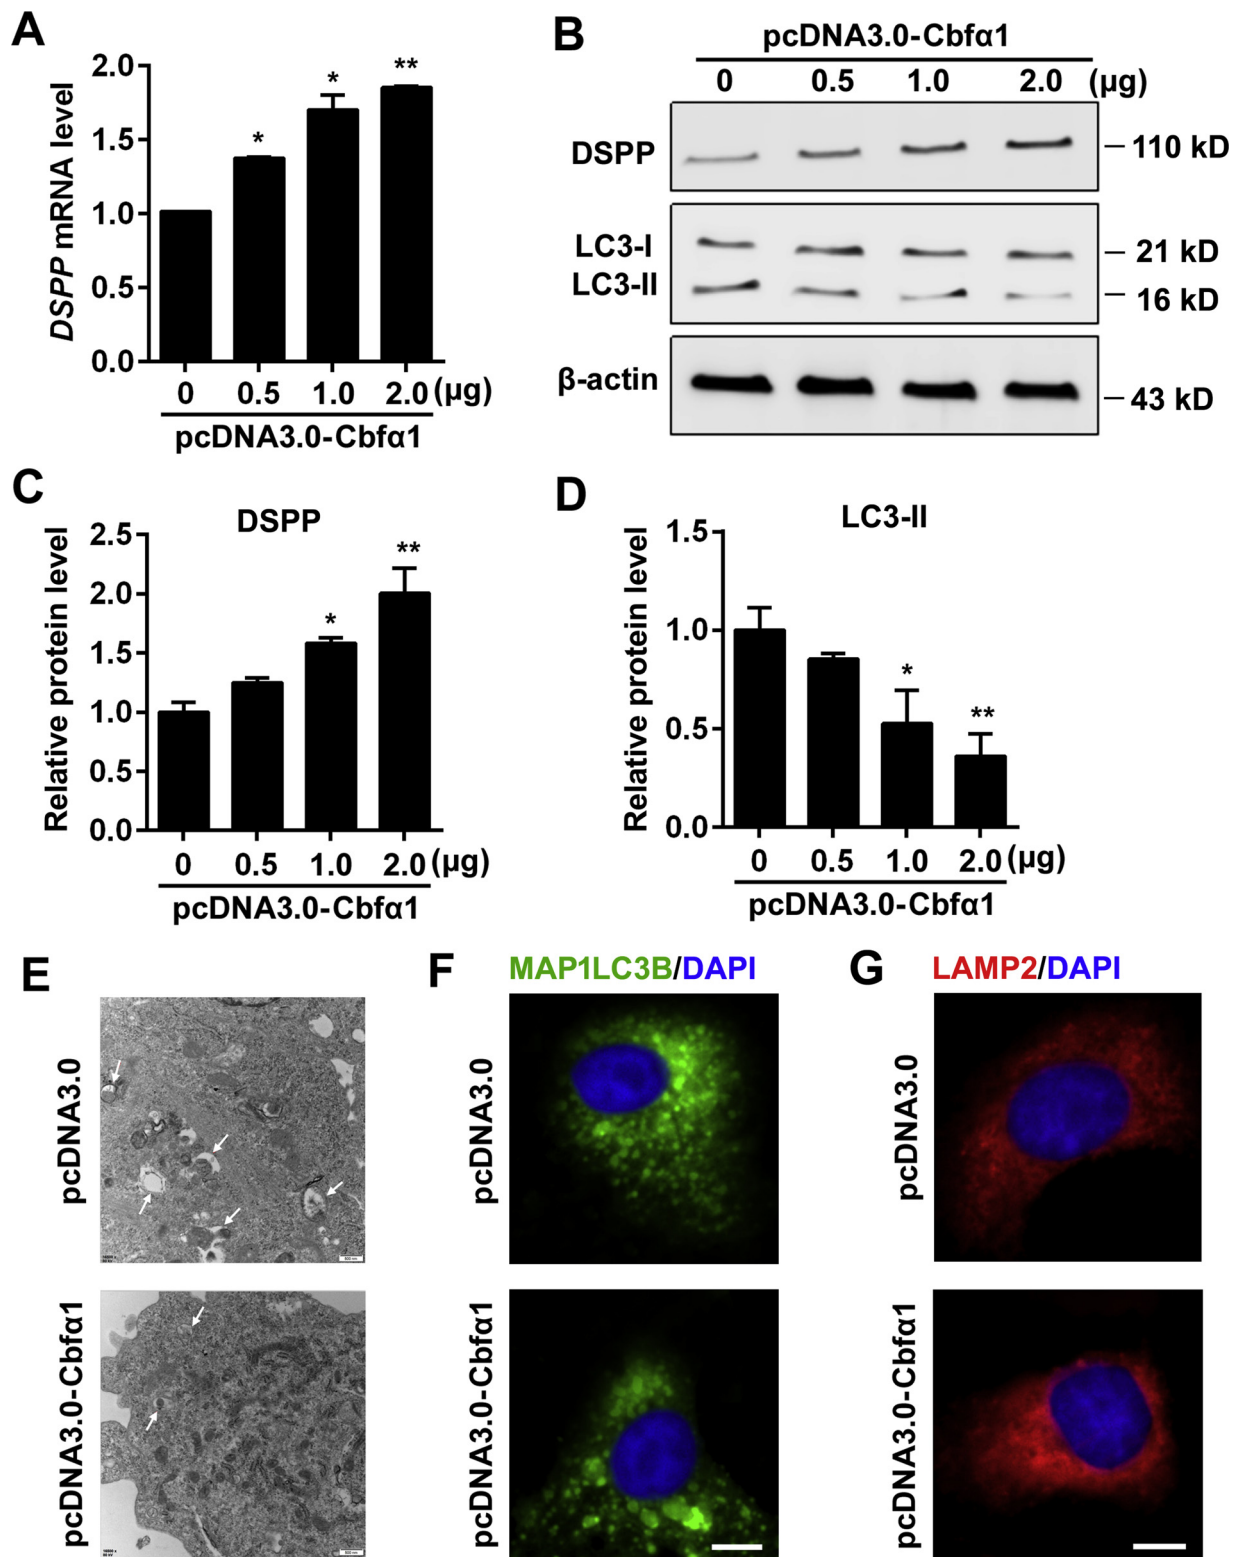 A
DSPP mRNA level
2.0
1.5
1.0
0.5
0.0
*
*
**
0 0.5 1.0 2.0 (µg)
pcDNA3.0-Cbfα1
B
pcDNA3.0-Cbfα1
0 0.5 1.0 2.0 (µg)
DSPP
110 kD
LC3-I
21 kD
LC3-II
16 kD
β-actin
43 kD
C
DSPP
Relative protein level
2.5
2.0
1.5
1.0
0.5
0.0
*
**
0 0.5 1.0 2.0 (µg)
pcDNA3.0-Cbfα1
D
LC3-II
Relative protein level
1.5
1.0
0.5
0.0
*
**
0 0.5 1.0 2.0 (µg)
pcDNA3.0-Cbfα1
E
pcDNA3.0
pcDNA3.0-Cbfα1
F
MAP1LC3B/DAPI
pcDNA3.0
pcDNA3.0-Cbfα1
G
LAMP2/DAPI
pcDNA3.0
pcDNA3.0-Cbfα1